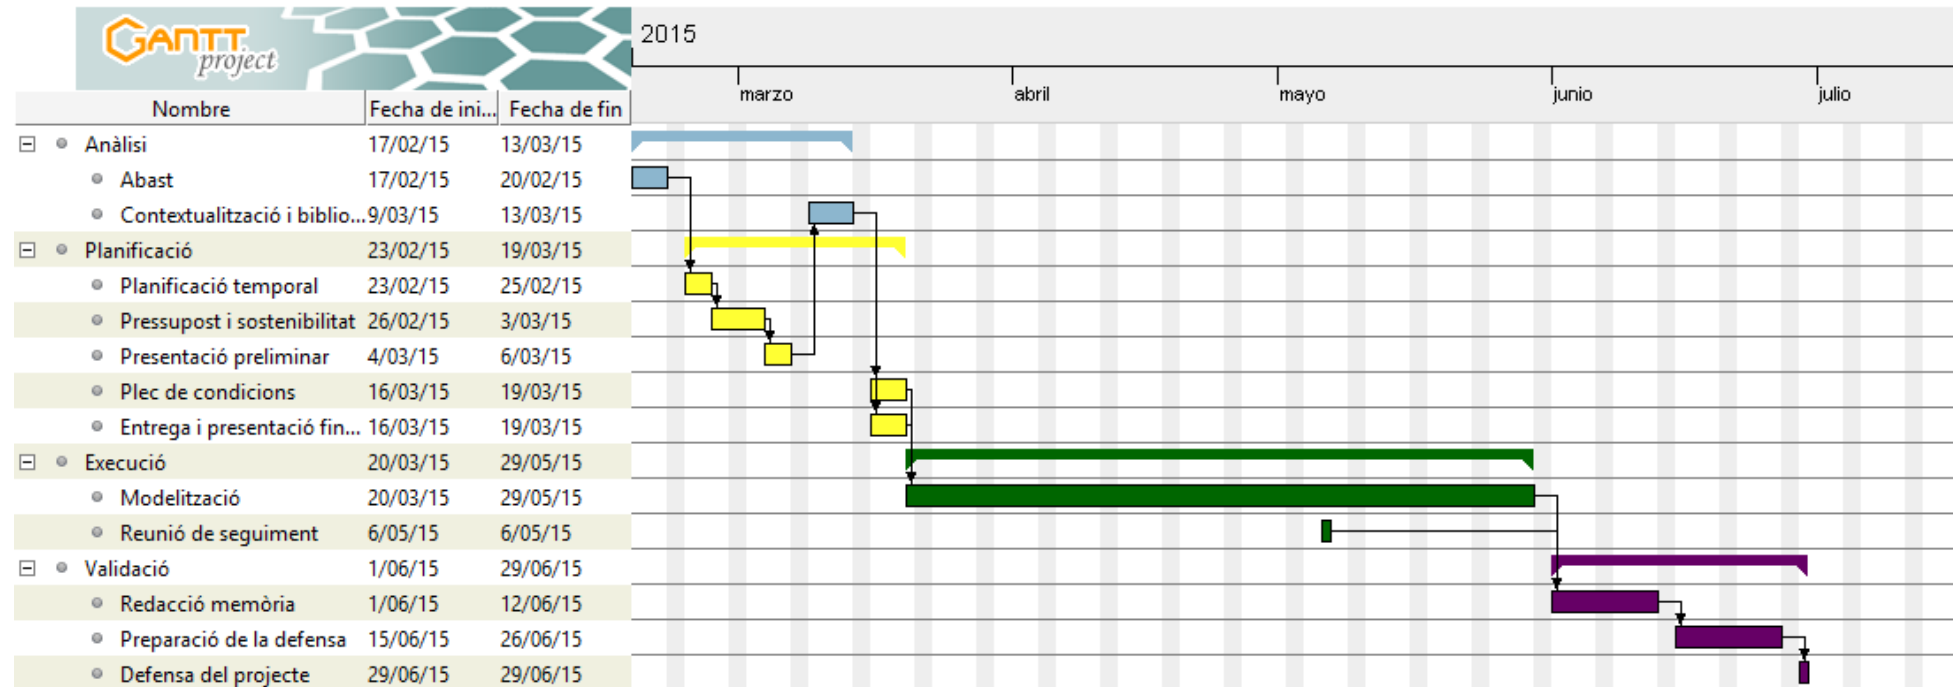 GANTT
project
2015
marzo abril mayo junio julio
Nombre Fecha de ini... Fecha de fin
Anàlisi 17/02/15 13/03/15
Abast 17/02/15 20/02/15
Contextualització i biblio... 9/03/15 13/03/15
Planificació 23/02/15 19/03/15
Planificació temporal 23/02/15 25/02/15
Pressupost i sostenibilitat 26/02/15 3/03/15
Presentació preliminar 4/03/15 6/03/15
Plec de condicions 16/03/15 19/03/15
Entrega i presentació fin... 16/03/15 19/03/15
Execució 20/03/15 29/05/15
Modelització 20/03/15 29/05/15
Reunió de seguiment 6/05/15 6/05/15
Validació 1/06/15 29/06/15
Redacció memòria 1/06/15 12/06/15
Preparació de la defensa 15/06/15 26/06/15
Defensa del projecte 29/06/15 29/06/15